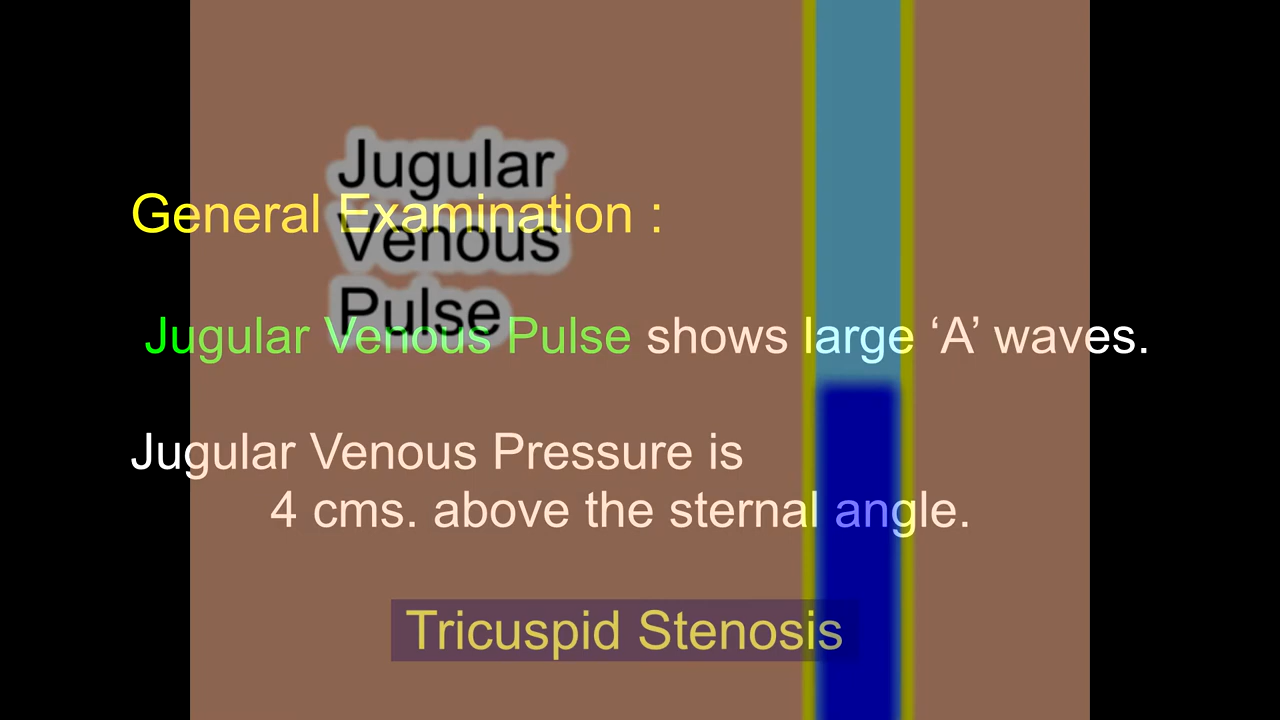 Jugular
Venous
Pulse
General Examination :
Jugular Venous Pulse shows large ‘A’ waves.
Jugular Venous Pressure is
4 cms. above the sternal angle.
Tricuspid Stenosis